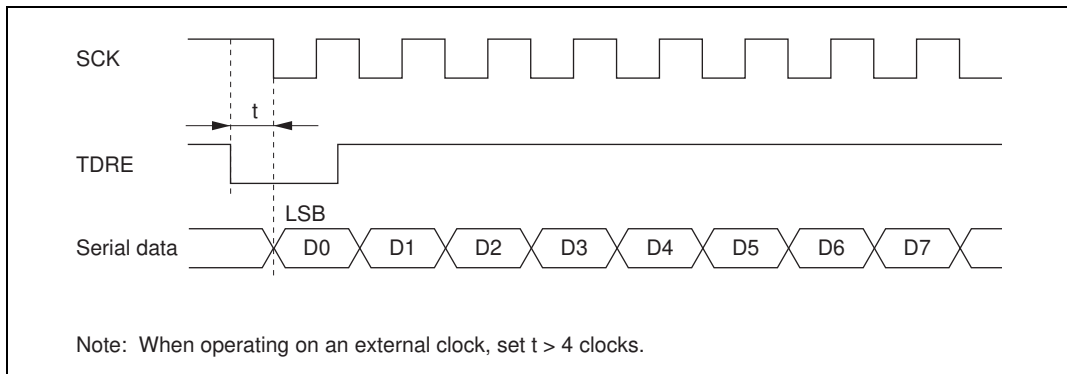 SCK
t
TDRE
LSB
Serial data D0 D1 D2 D3 D4 D5 D6 D7
Note: When operating on an external clock, set t > 4 clocks.